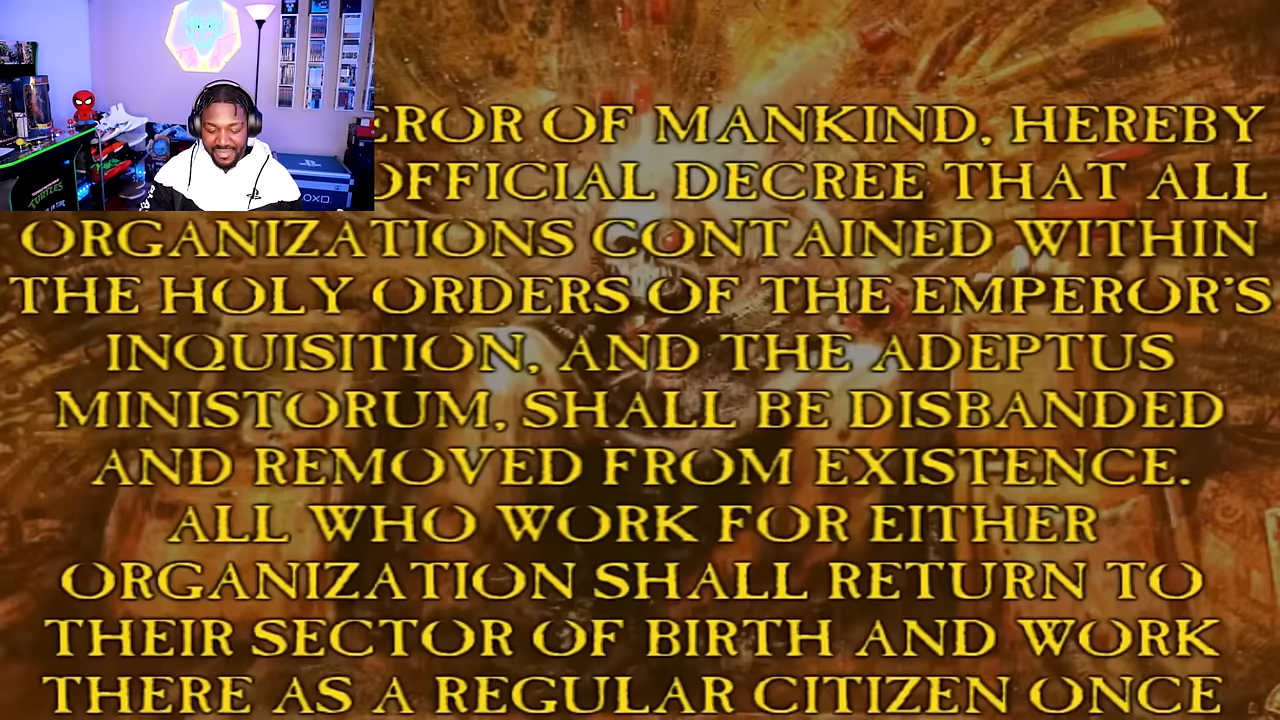 EROR OF MANKIND, HEREBY
OFFICIAL DECREE THAT ALL
ORGANIZATIONS CONTAINED WITHIN
THE HOLY ORDERS OF THE EMPEROR'S
INQUISITION, AND THE ADEPTUS
MINISTORUM, SHALL BE DISBANDED
AND REMOVED FROM EXISTENCE.
ALL WHO WORK FOR EITHER
ORGANIZATION SHALL RETURN TO
THEIR SECTOR OF BIRTH AND WORK
THERE AS A REGULAR CITIZEN ONCE
TURTLES